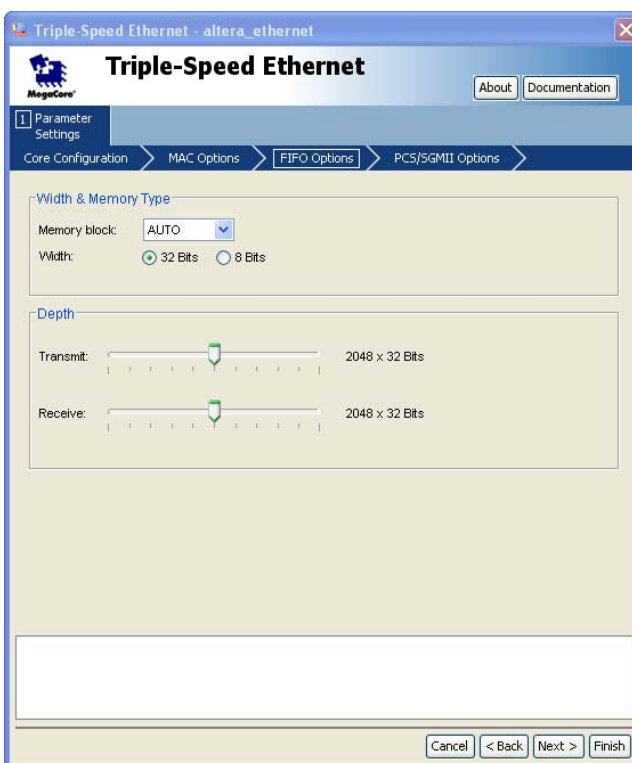 Triple-Speed Ethernet - altera_ethernet
MegaCore'
Triple-Speed Ethernet
About
Documentation
1 Parameter
Settings
Core Configuration
MAC Options
FIFO Options
PCS/SGMII Options
Width & Memory Type
Memory block: AUTO
Width: 32 Bits 8 Bits
Depth
Transmit: 2048 x 32 Bits
Receive: 2048 x 32 Bits
Cancel < Back Next > Finish